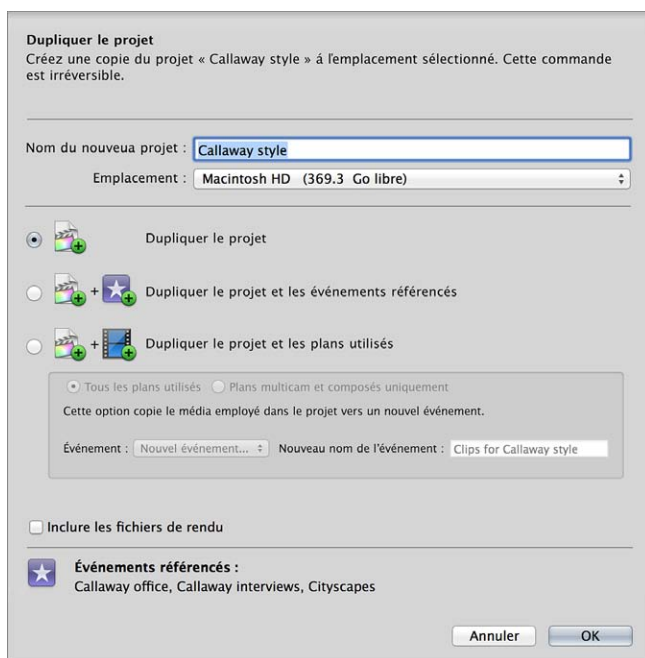 Dupliquer le projet
Créez une copie du projet « Callaway style » á l'emplacement sélectionné. Cette commande
est irréversible.
Nom du nouveua projet : Callaway style
Emplacement : Macintosh HD (369.3 Go libre)
Dupliquer le projet
+ Dupliquer le projet et les événements référencés
+ Dupliquer le projet et les plans utilisés
Tous les plans utilisés Plans multicam et composés uniquement
Cette option copie le média employé dans le projet vers un nouvel événement.
Événement : Nouvel événement... Nouveau nom de l'événement : Clips for Callaway style
Inclure les fichiers de rendu
Événements référencés :
Callaway office, Callaway interviews, Cityscapes
Annuler OK